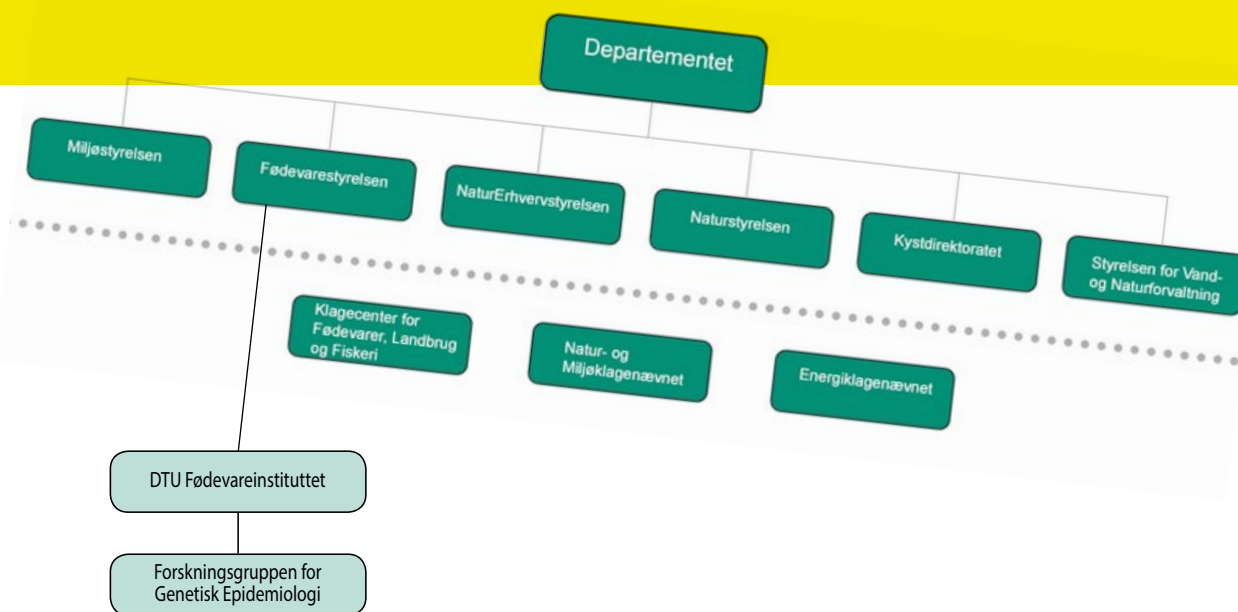 Departementet
Miljøstyrelsen
Fødevarestyrelsen
NaturErhvervstyrelsen
Naturstyrelsen
Kystdirektoratet
Styrelsen for Vand-
og Naturforvaltning
Klagecenter for
Fødevarer, Landbrug
og Fiskeri
Natur- og
Miljøklagenævnet
Energiklagenævnet
DTU Fødevareinstituttet
Forskningsgruppen for
Genetisk Epidemiologi